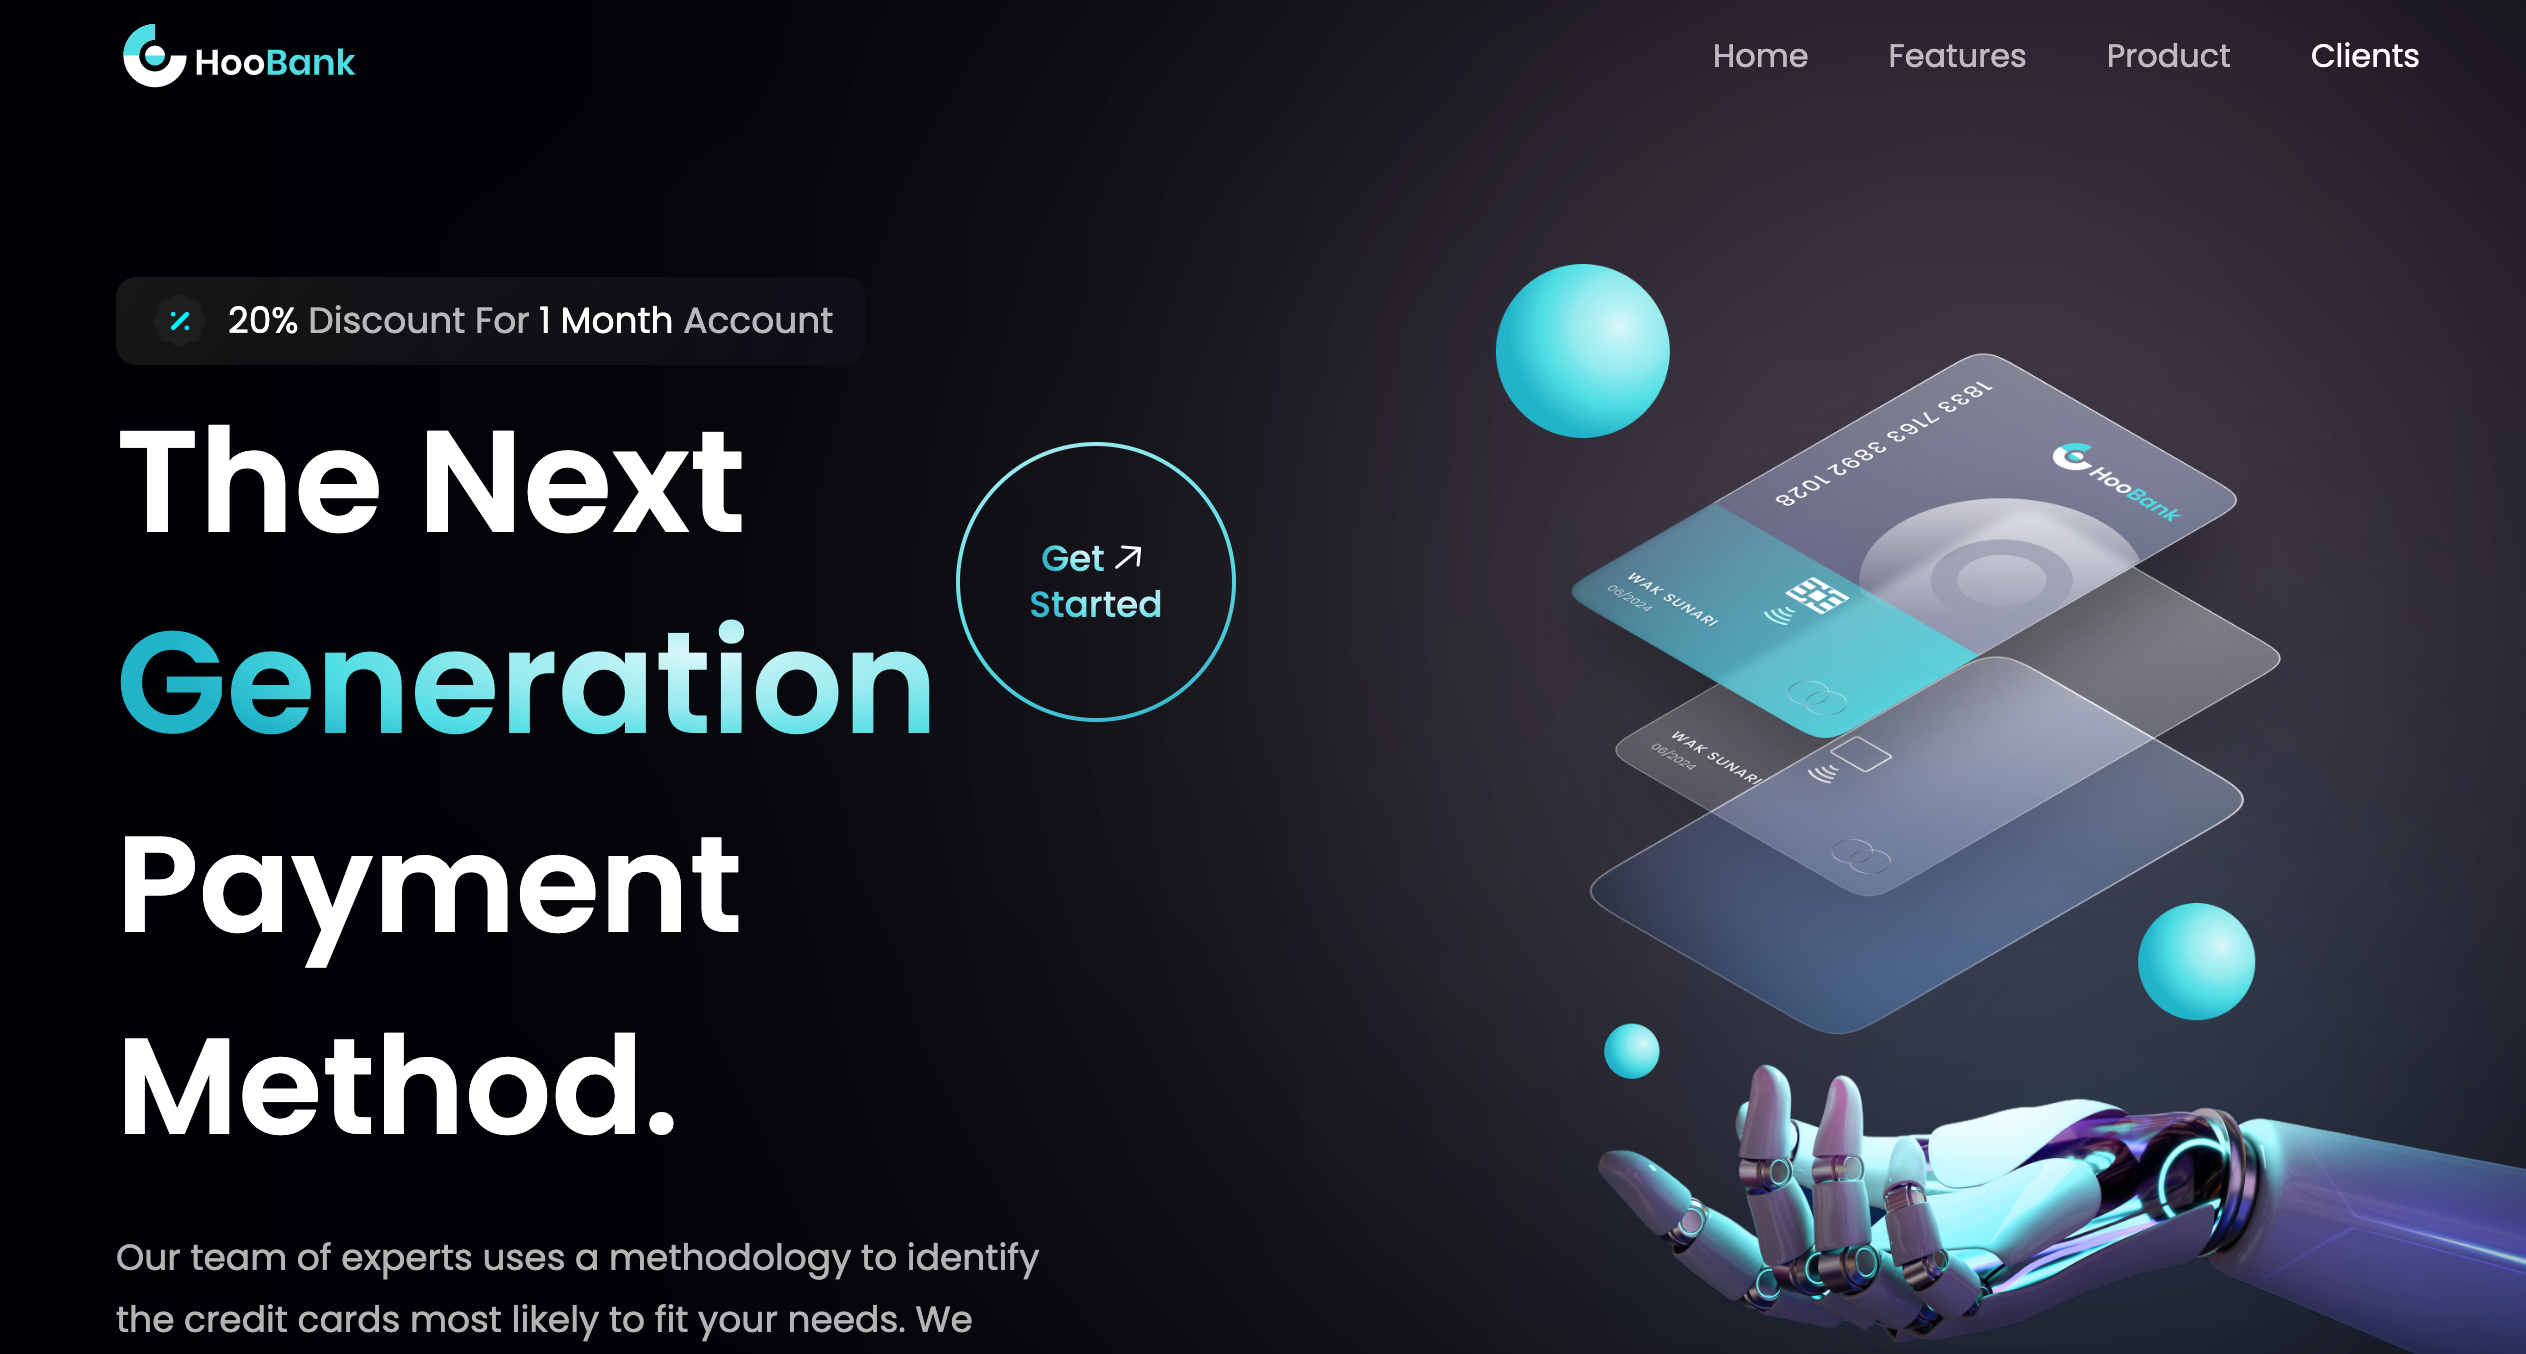 HooBank
Home
Features
Product
Clients
20% Discount For 1 Month Account
The Next
Generation
Payment
Method.
Get
Started
Our team of experts uses a methodology to identify
the credit cards most likely to fit your needs. We
1833 7163 3892 1028
HooBank
WAK SUNARI
06/2024
WAK SUNARI
06/2024